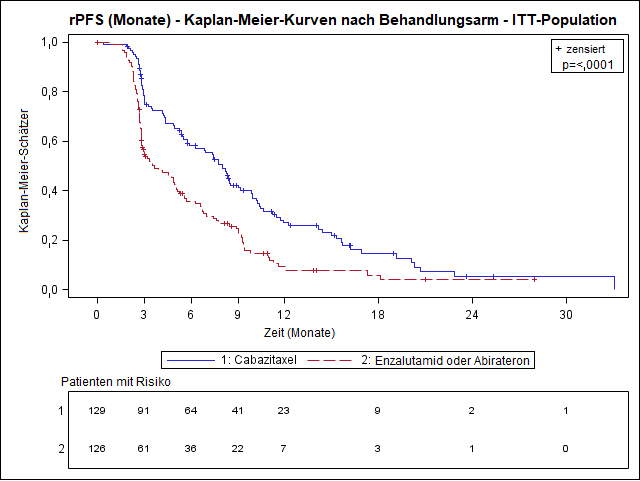 rPFS (Monate) - Kaplan-Meier-Kurven nach Behandlungsarm - ITT-Population
+ zensiert
p=<,0001
Kaplan-Meier-Schätzer
1,0
0,8
0,6
0,4
0,2
0,0
0 3 6 9 12 18 24 30
Zeit (Monate)
1: Cabazitaxel 2: Enzalutamid oder Abirateron
Patienten mit Risiko
1 129 91 64 41 23 9 2 1
2 126 61 36 22 7 3 1 0